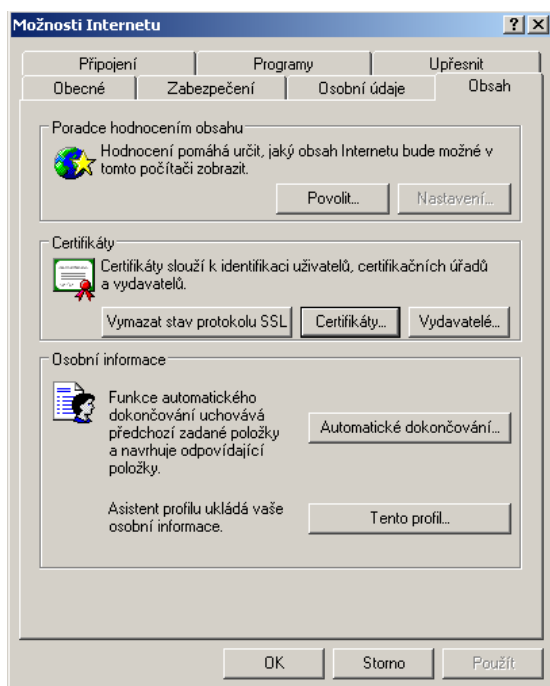 Možnosti Internetu
Připojení
Programy
Upřesnit
Obecné
Zabezpečení
Osobní údaje
Obsah
Poradce hodnocením obsahu
Hodnocení pomáhá určit, jaký obsah Internetu bude možné v
tomto počítači zobrazit.
Povolit...
Nastavení...
Certifikáty
Certifikáty slouží k identifikaci uživatelů, certifikačních úřadů
a vydavatelů.
Vymazat stav protokolu SSL
Certifikáty...
Vydavatelé...
Osobní informace
Funkce automatického
dokončování uchovává
předchozí zadané položky
a navrhuje odpovídající
položky.
Automatické dokončování...
Asistent profilu ukládá vaše
osobní informace.
Tento profil...
OK
Storno
Použít